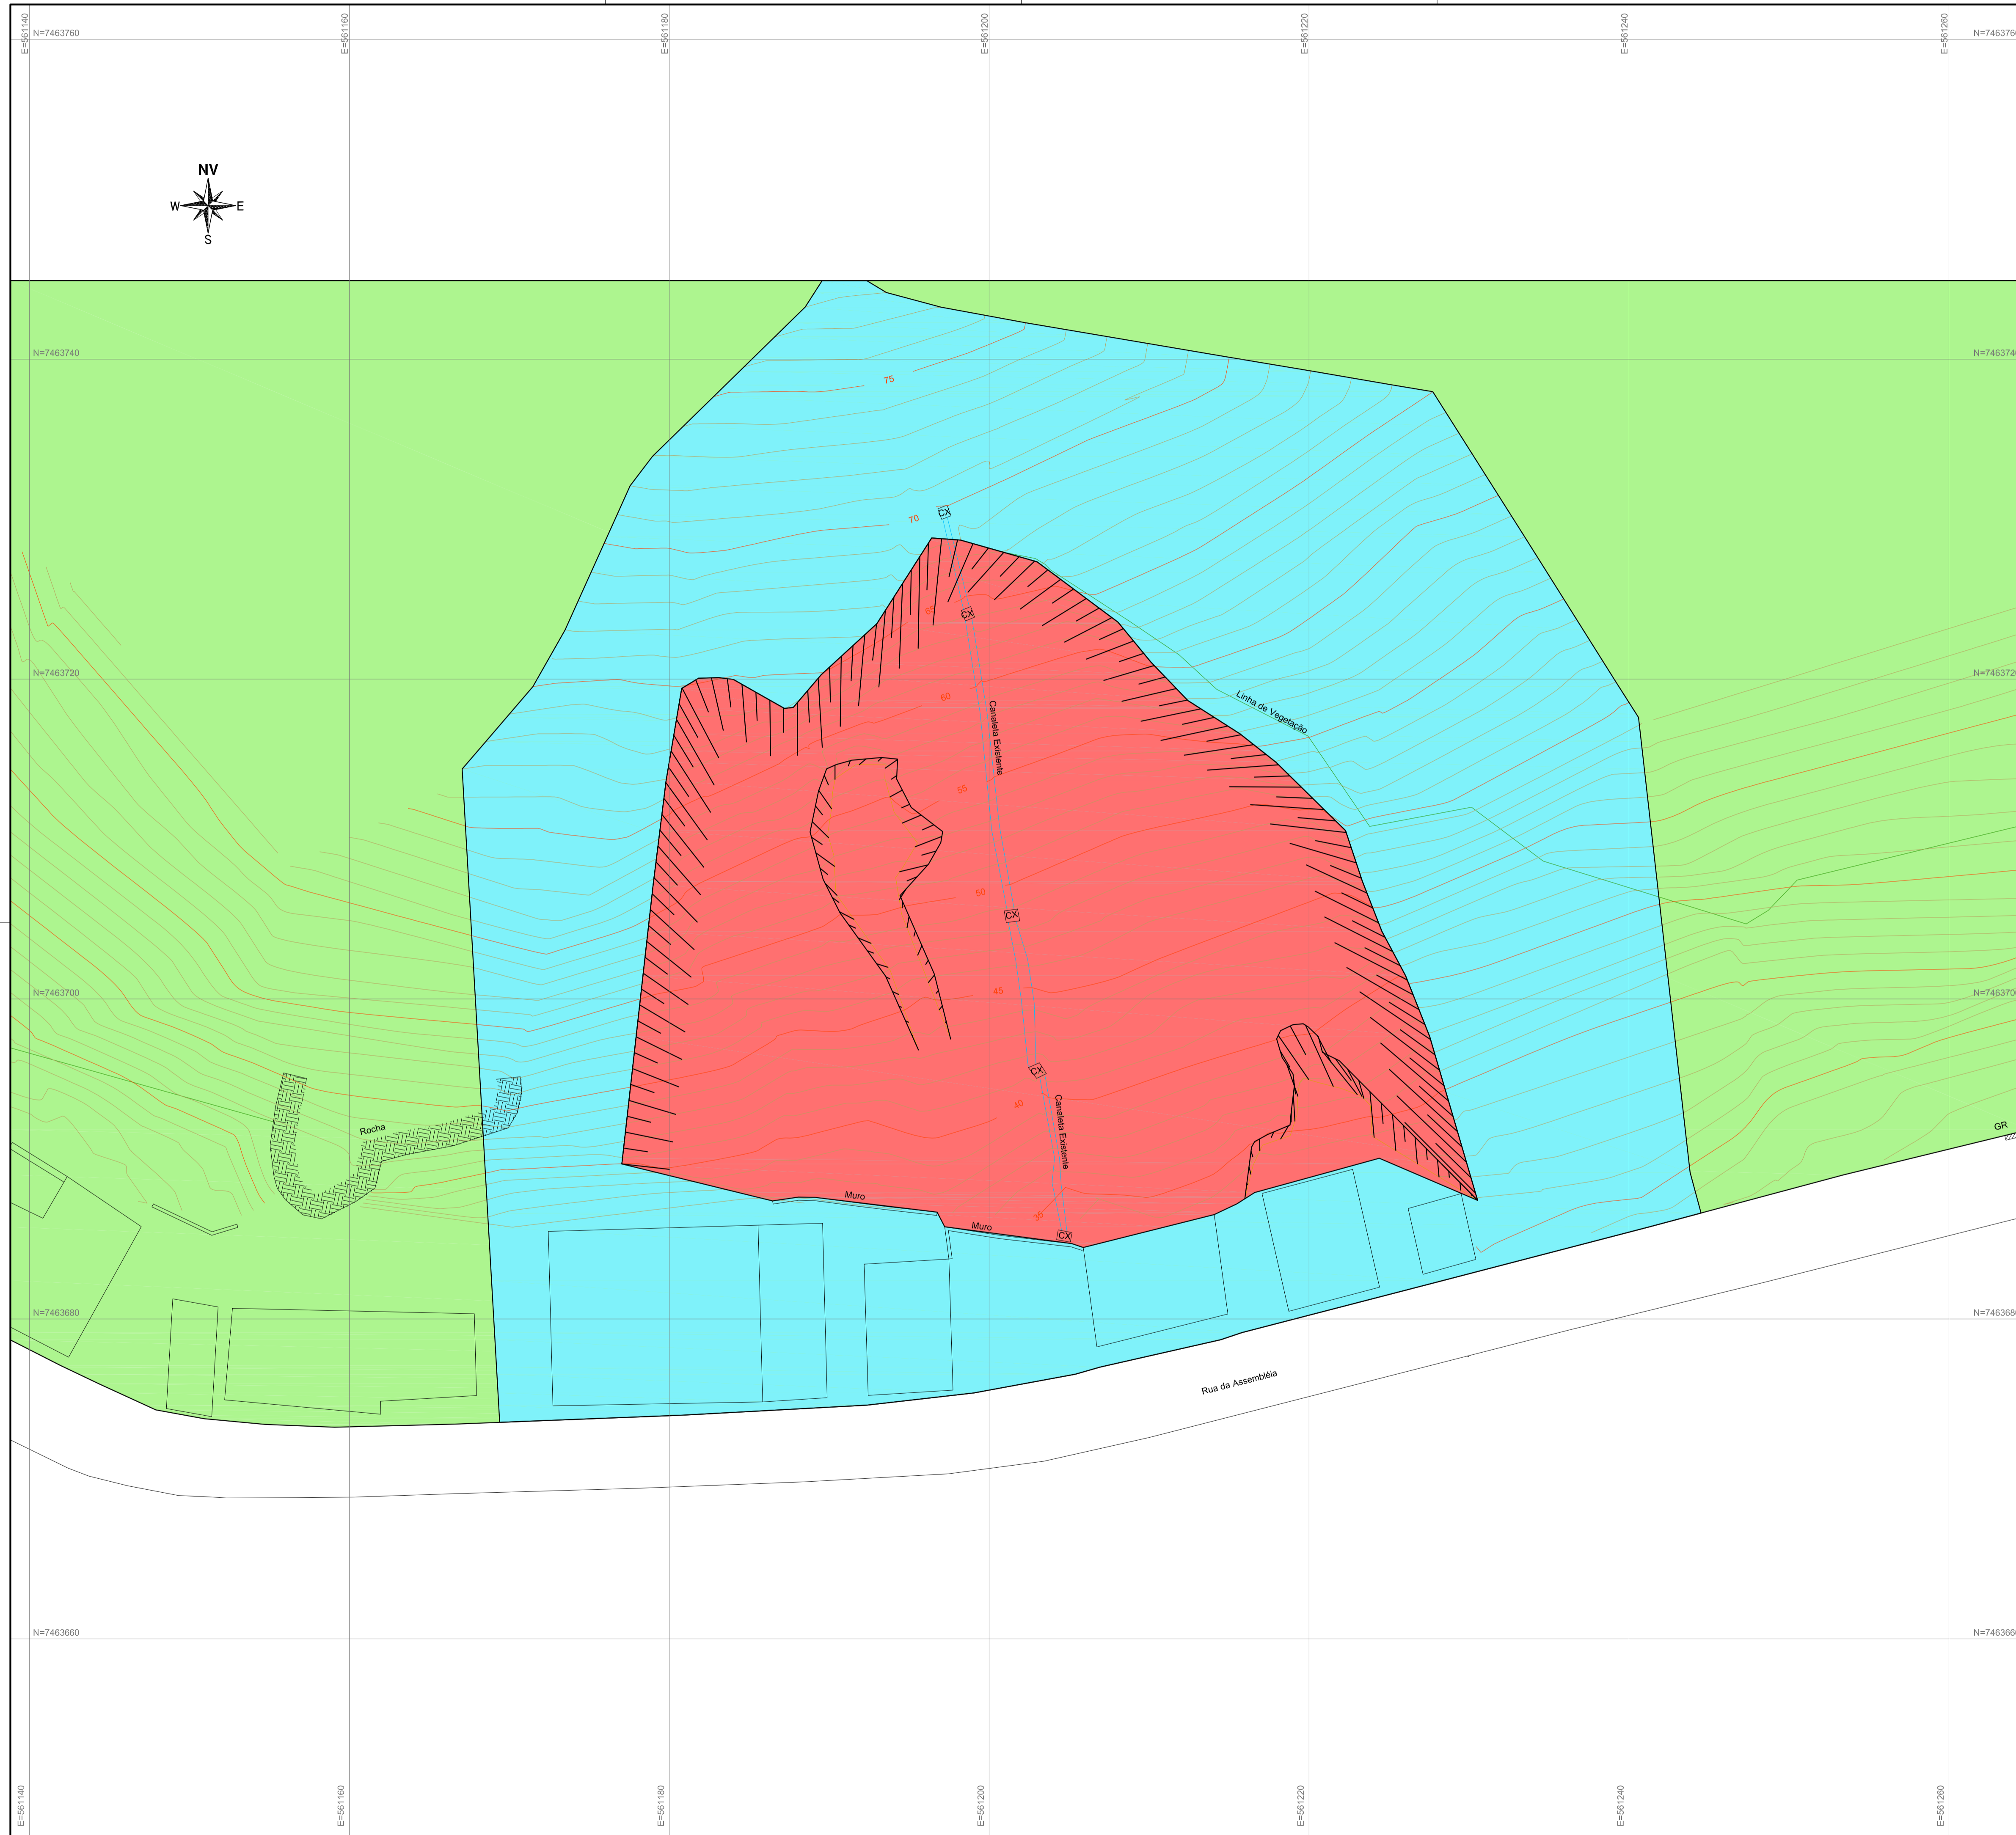 E=561140
E=561160
E=561180
E=561200
E=561220
E=561240
E=561260
N=7463760
N=7463760
NV
W
E
S
N=7463740
N=7463740
75
70
CX
65
CX
N=7463720
N=7463720
60
Linha de Vegetação
Canaleta Existente
55
50
CX
N=7463700
45
N=7463700
CX
40
Rocha
GR
Canaleta Existente
Muro
35
Muro
CX
N=7463680
N=7463680
Rua da Assembléia
N=7463660
N=7463660
E=561140
E=561160
E=561180
E=561200
E=561220
E=561240
E=561260